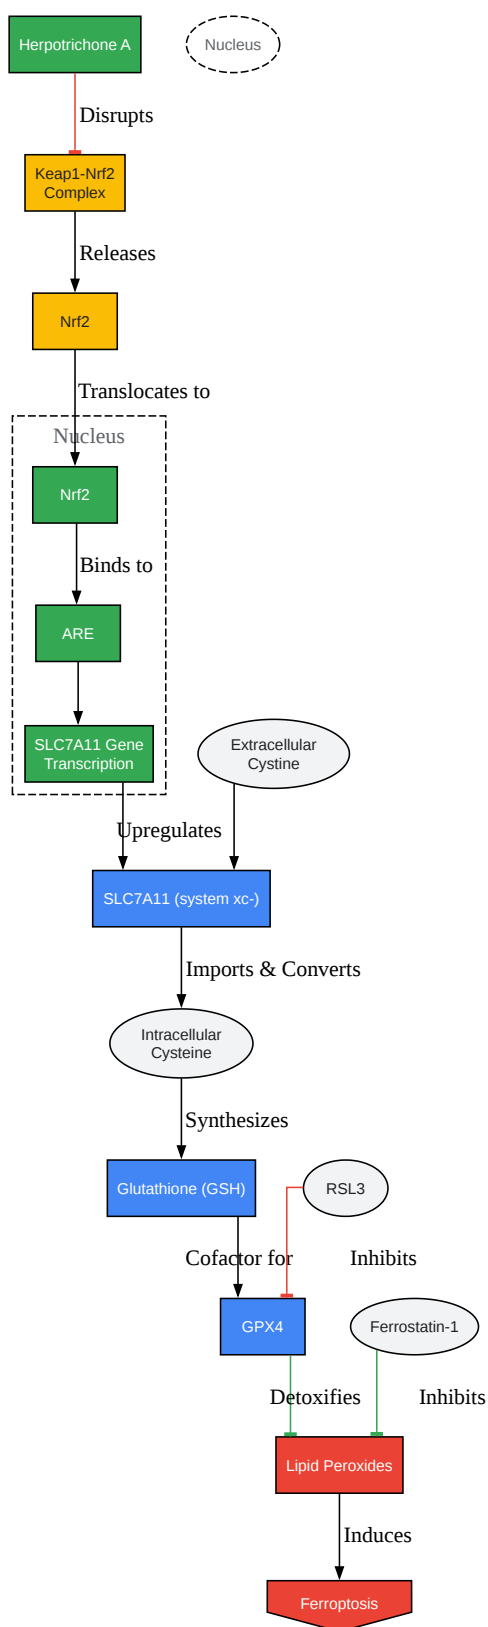 Herpotrichone A
Nucleus
Disrupts
Keap1-Nrf2
Complex
Releases
Nrf2
Translocates to
Nucleus
Nrf2
Binds to
ARE
SLC7A11 Gene
Transcription
Extracellular
Cystine
Upregulates
SLC7A11 (system xc-)
Imports & Converts
Intracellular
Cysteine
Synthesizes
Glutathione (GSH)
RSL3
Cofactor for
Inhibits
GPX4
Ferrostatin-1
Detoxifies
Inhibits
Lipid Peroxides
Induces
Ferroptosis